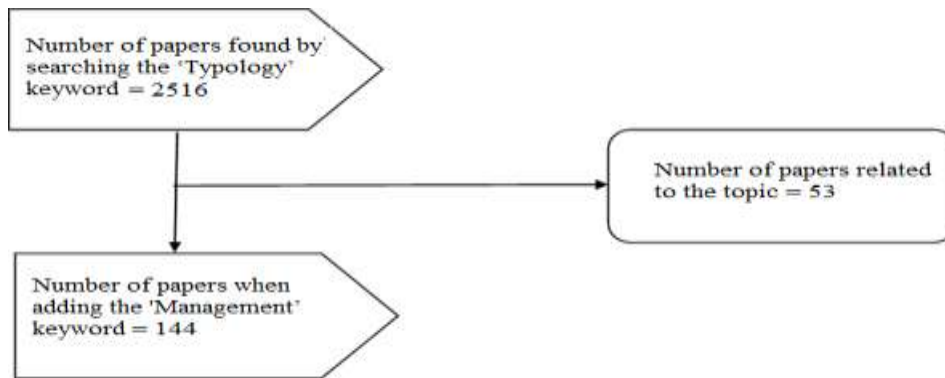 Number of papers found by
searching the 'Typology'
keyword = 2516
Number of papers related
to the topic = 53
Number of papers when
adding the 'Management'
keyword = 144